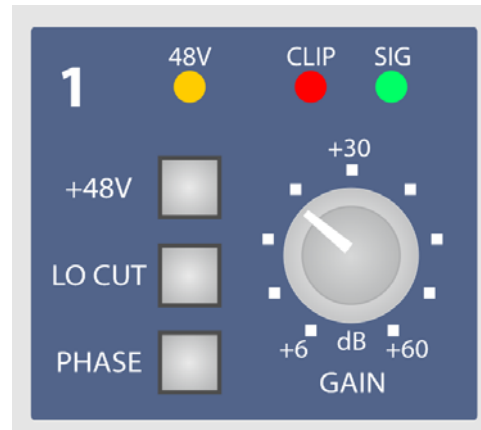 48V CLIP SIG
1
+30
+48V
LO CUT
+6 dB +60
PHASE
GAIN